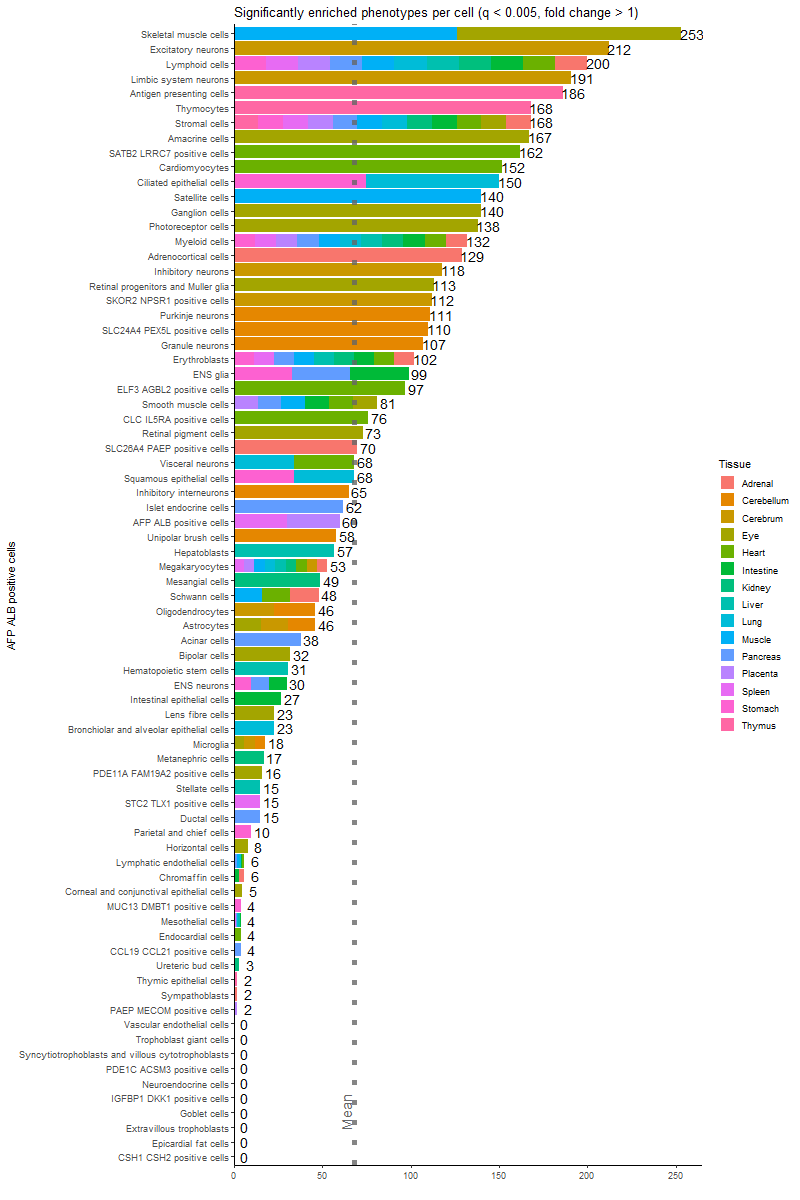 Significantly enriched phenotypes per cell (q < 0.005, fold change > 1)
Skeletal muscle cells 253
Excitatory neurons 212
Lymphoid cells 200
Limbic system neurons 191
Antigen presenting cells 186
Thymocytes 168
Stromal cells 168
Amacrine cells 167
SATB2 LRRC7 positive cells 162
Cardiomyocytes 152
Ciliated epithelial cells 150
Satellite cells 140
Ganglion cells 140
Photoreceptor cells 138
Myeloid cells 132
Adrenocortical cells 129
Inhibitory neurons 118
Retinal progenitors and Muller glia 113
SKOR2 NPSR1 positive cells 112
Purkinje neurons 111
SLC24A4 PEX5L positive cells 110
Granule neurons 107
Erythroblasts 102
ENS glia 99
ELF3 AGBL2 positive cells 97
Smooth muscle cells 81
CLC IL5RA positive cells 76
Retinal pigment cells 73
SLC26A4 PAEP positive cells 70
Visceral neurons 68
Squamous epithelial cells 68
Inhibitory interneurons 65
Islet endocrine cells 62
AFP ALB positive cells 60
Unipolar brush cells 58
Hepatoblasts 57
Megakaryocytes 53
Mesangial cells 49
Schwann cells 48
Oligodendrocytes 46
Astrocytes 46
Acinar cells 38
Bipolar cells 32
Hematopoietic stem cells 31
ENS neurons 30
Intestinal epithelial cells 27
Lens fibre cells 23
Bronchiolar and alveolar epithelial cells 23
Microglia 18
Metanephric cells 17
PDE11A FAM19A2 positive cells 16
Stellate cells 15
STC2 TLX1 positive cells 15
Ductal cells 15
Parietal and chief cells 10
Horizontal cells 8
Lymphatic endothelial cells 6
Chromaffin cells 6
Corneal and conjunctival epithelial cells 5
MUC13 DMBT1 positive cells 4
Mesothelial cells 4
Endocardial cells 4
CCL19 CCL21 positive cells 4
Ureteric bud cells 3
Thymic epithelial cells 2
Sympathoblasts 2
PAEP MECOM positive cells 2
Vascular endothelial cells 0
Trophoblast giant cells 0
Syncytiotrophoblasts and villous cytotrophoblasts 0
PDE1C ACSM3 positive cells 0
Neuroendocrine cells 0
IGFBP1 DKK1 positive cells 0
Goblet cells 0
Extravillous trophoblasts 0
Epicardial fat cells 0
CSH1 CSH2 positive cells 0
0 50 100 150 200 250
AFP ALB positive cells
Mean
Tissue
Adrenal
Cerebellum
Cerebrum
Eye
Heart
Intestine
Kidney
Liver
Lung
Muscle
Pancreas
Placenta
Spleen
Stomach
Thymus